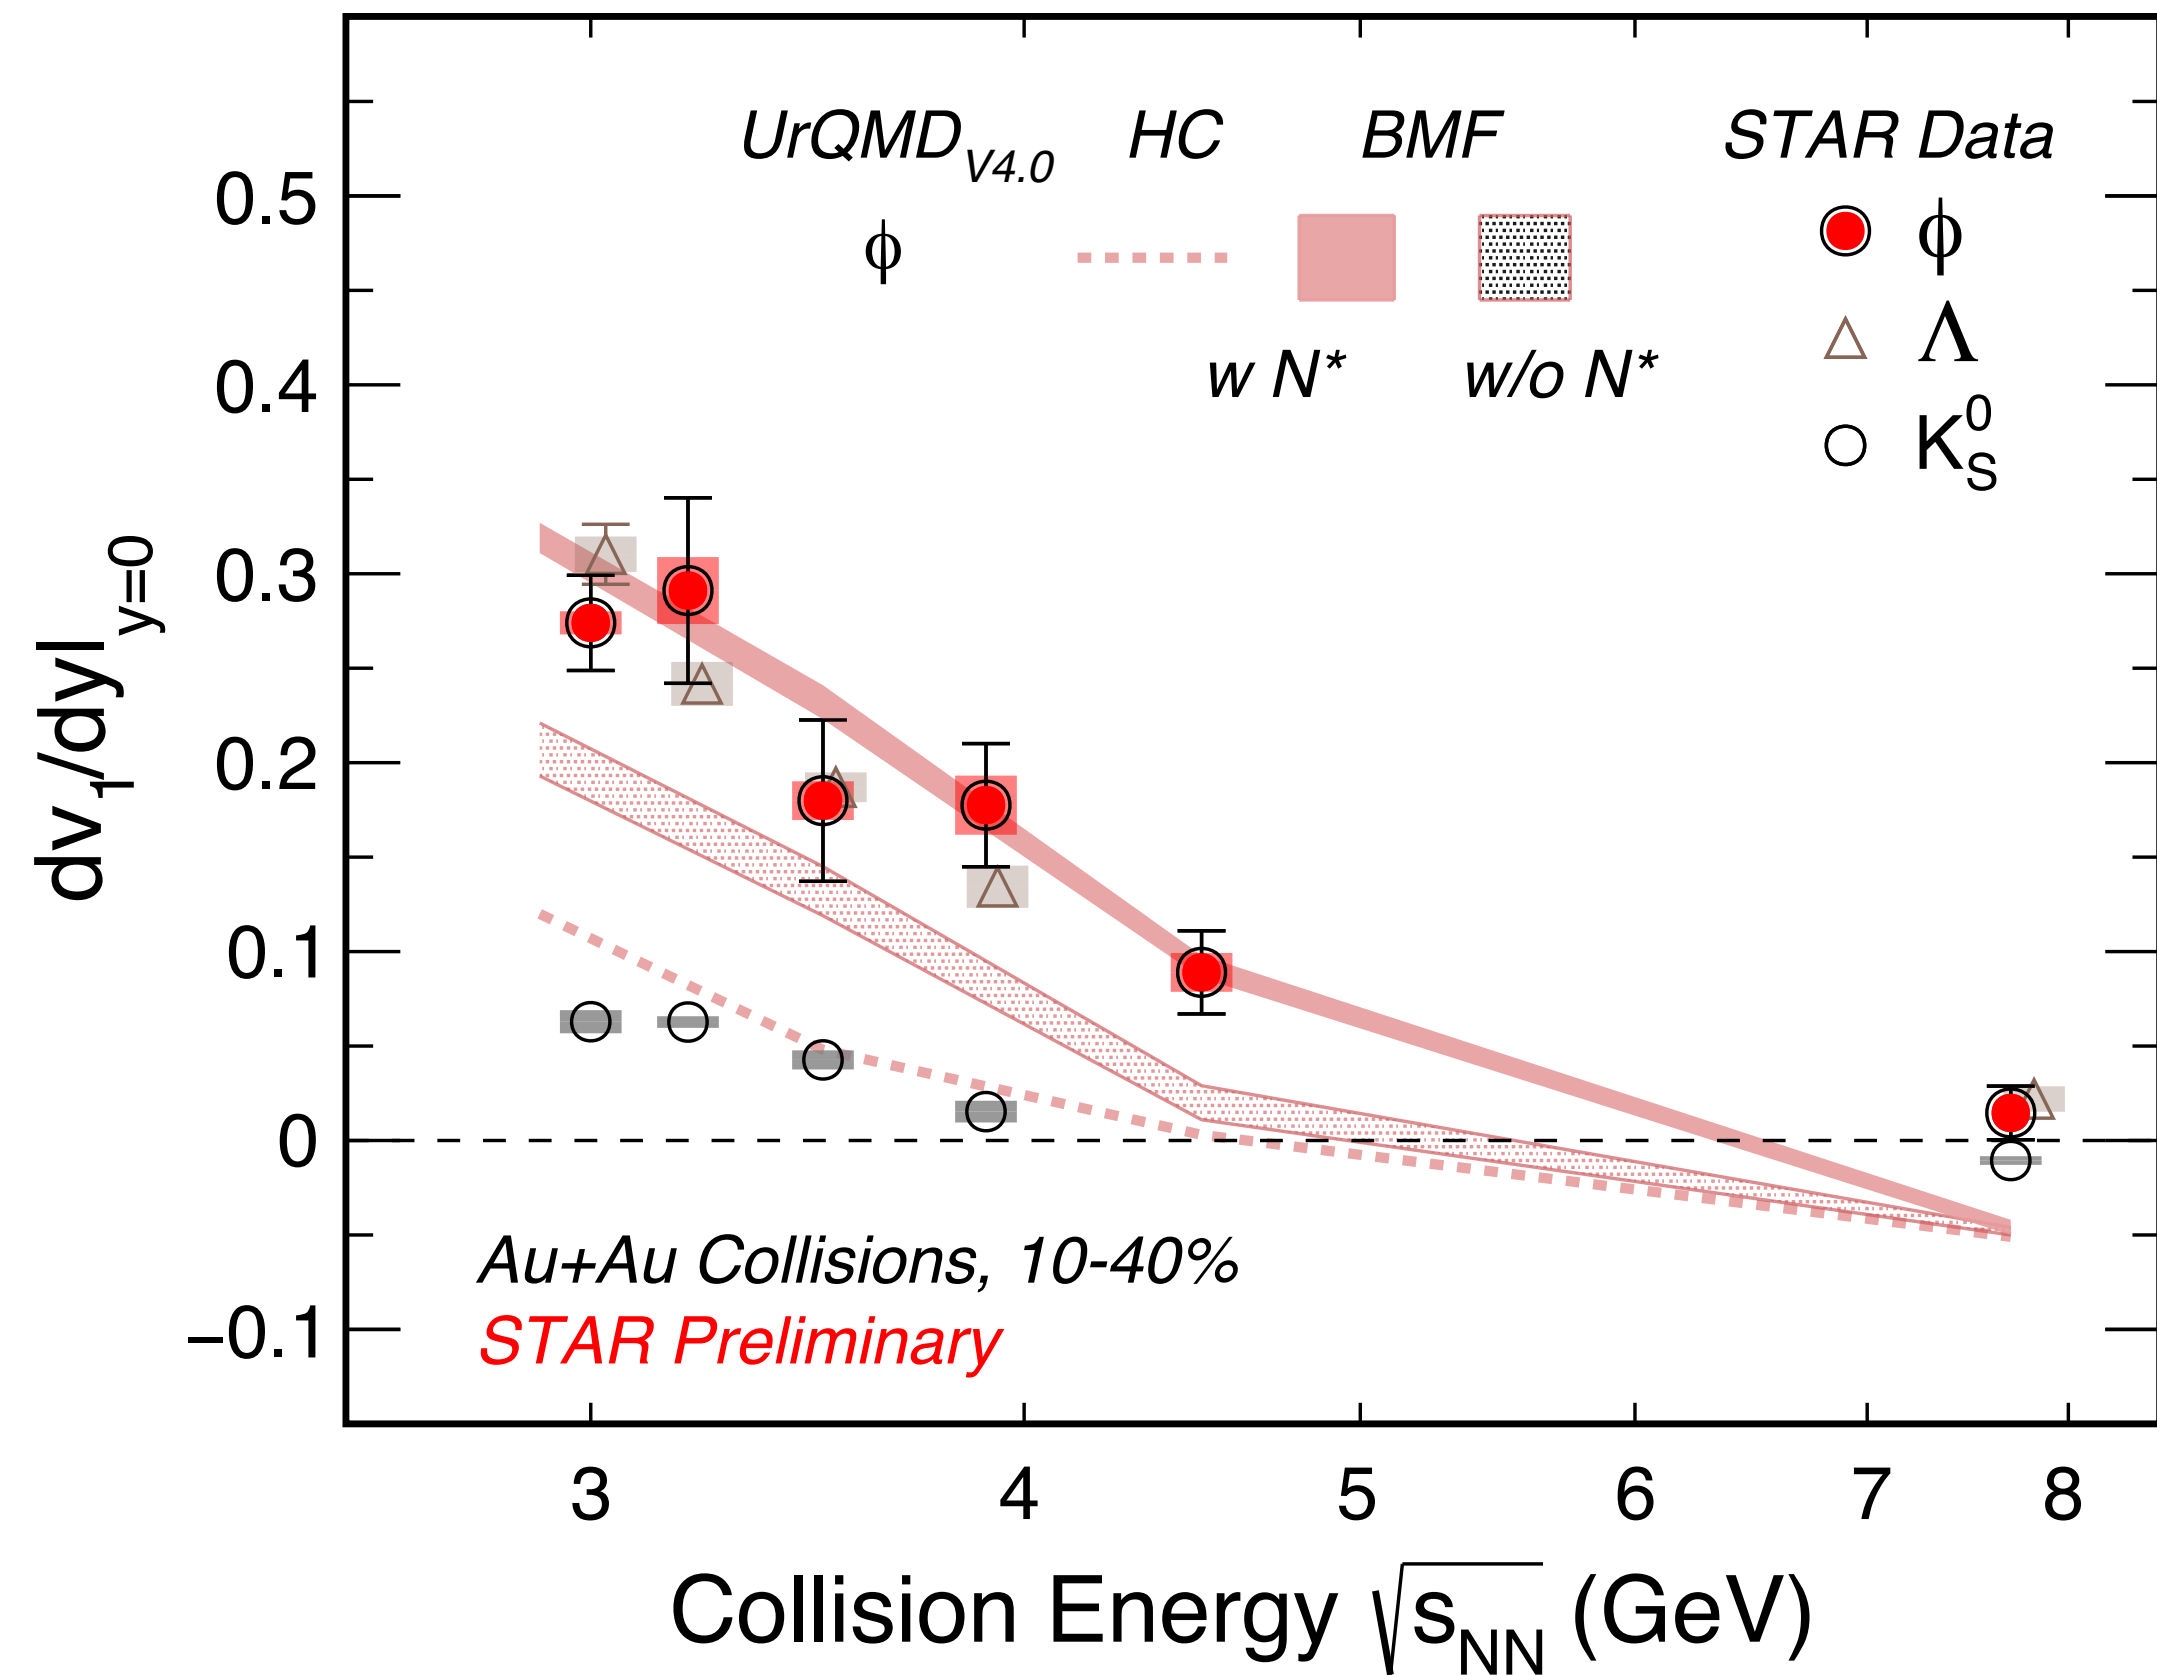 UrQMD V4.0 HC BMF STAR Data
ϕ ϕ
Λ
w N* w/o N*
K⁰S
0.5
0.4
0.3
0.2
0.1
0
−0.1
dv₁/dy|y=0
Au+Au Collisions, 10-40%
STAR Preliminary
3 4 5 6 7 8
Collision Energy √sNN (GeV)